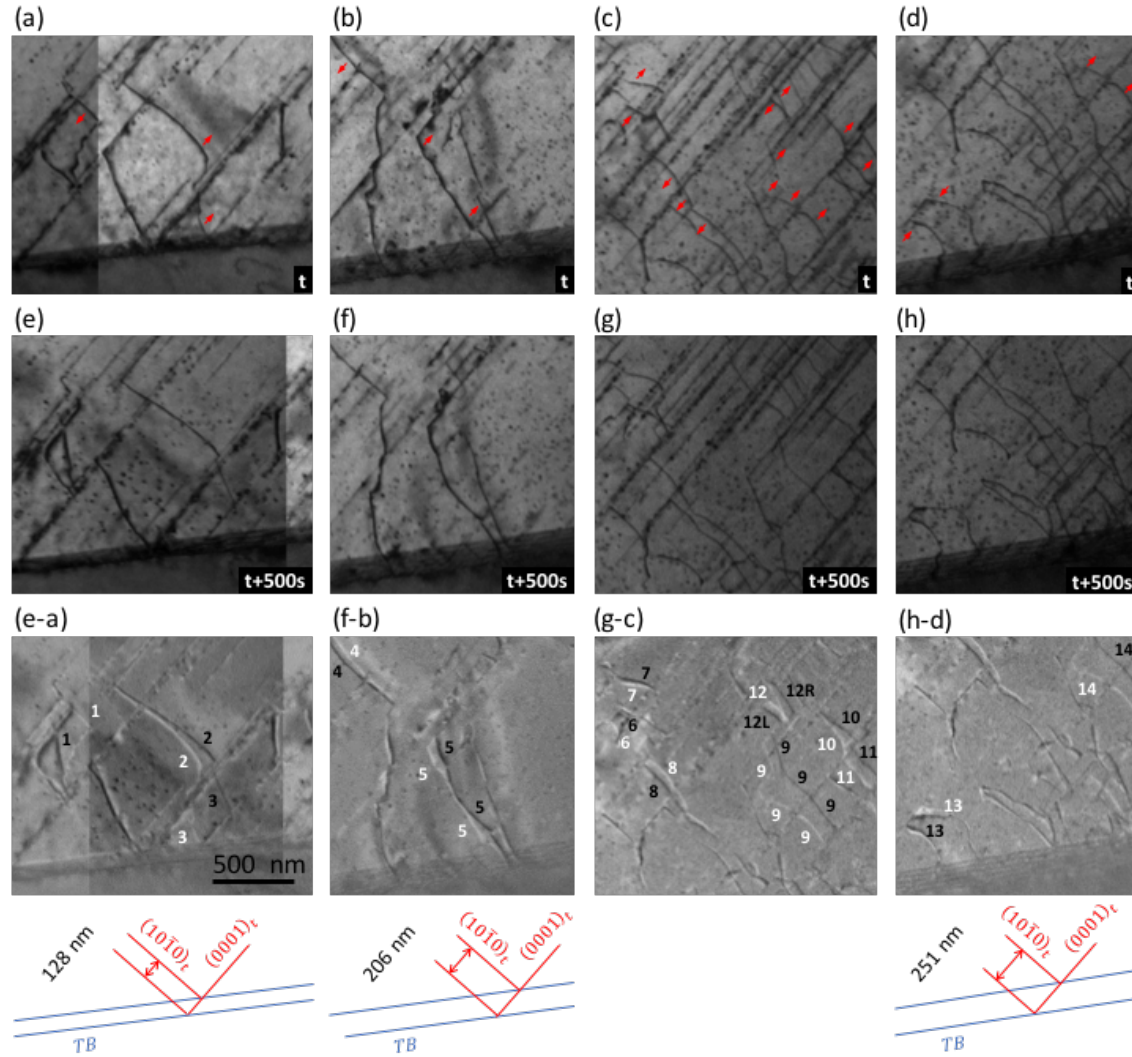 (a) (b) (c) (d)
t t t t
(e) (f) (g) (h)
t+500s t+500s t+500s t+500s
(e-a) (f-b) (g-c) (h-d)
4 14
4 7
1 7 12 12R 14
1 2 6 12L 10
2 5 6 9 10 11
5 8 9 9 11
3 8 9 13
3 5 5 9 13
500 nm
128 nm (101̅0)t (0001)t 206 nm (101̅0)t (0001)t 251 nm (101̅0)t (0001)t
TB TB TB